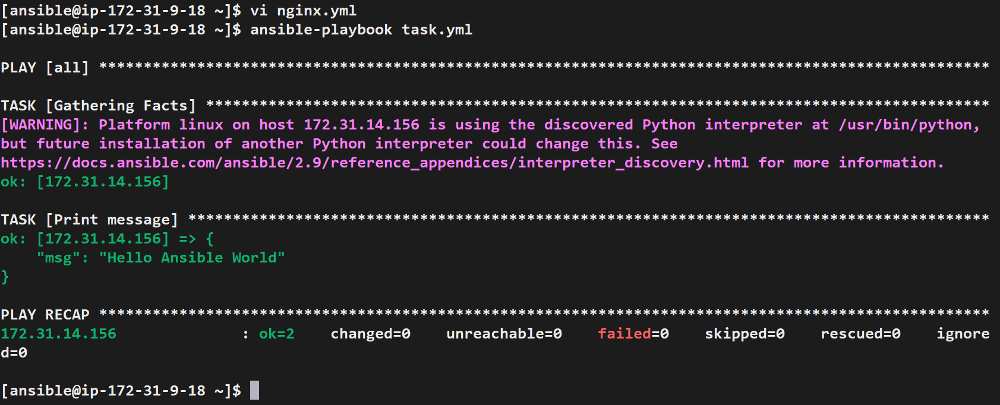 [ansible@ip-172-31-9-18 ~]$ vi nginx.yml
[ansible@ip-172-31-9-18 ~]$ ansible-playbook task.yml
PLAY [all] ****************************************************************************************************
TASK [Gathering Facts] ****************************************************************************************
[WARNING]: Platform linux on host 172.31.14.156 is using the discovered Python interpreter at /usr/bin/python,
but future installation of another Python interpreter could change this. See
https://docs.ansible.com/ansible/2.9/reference_appendices/interpreter_discovery.html for more information.
ok: [172.31.14.156]
TASK [Print message] ******************************************************************************************
ok: [172.31.14.156] => {
    "msg": "Hello Ansible World"
}
PLAY RECAP ****************************************************************************************************
172.31.14.156              : ok=2    changed=0    unreachable=0    failed=0    skipped=0    rescued=0    ignore
d=0
[ansible@ip-172-31-9-18 ~]$